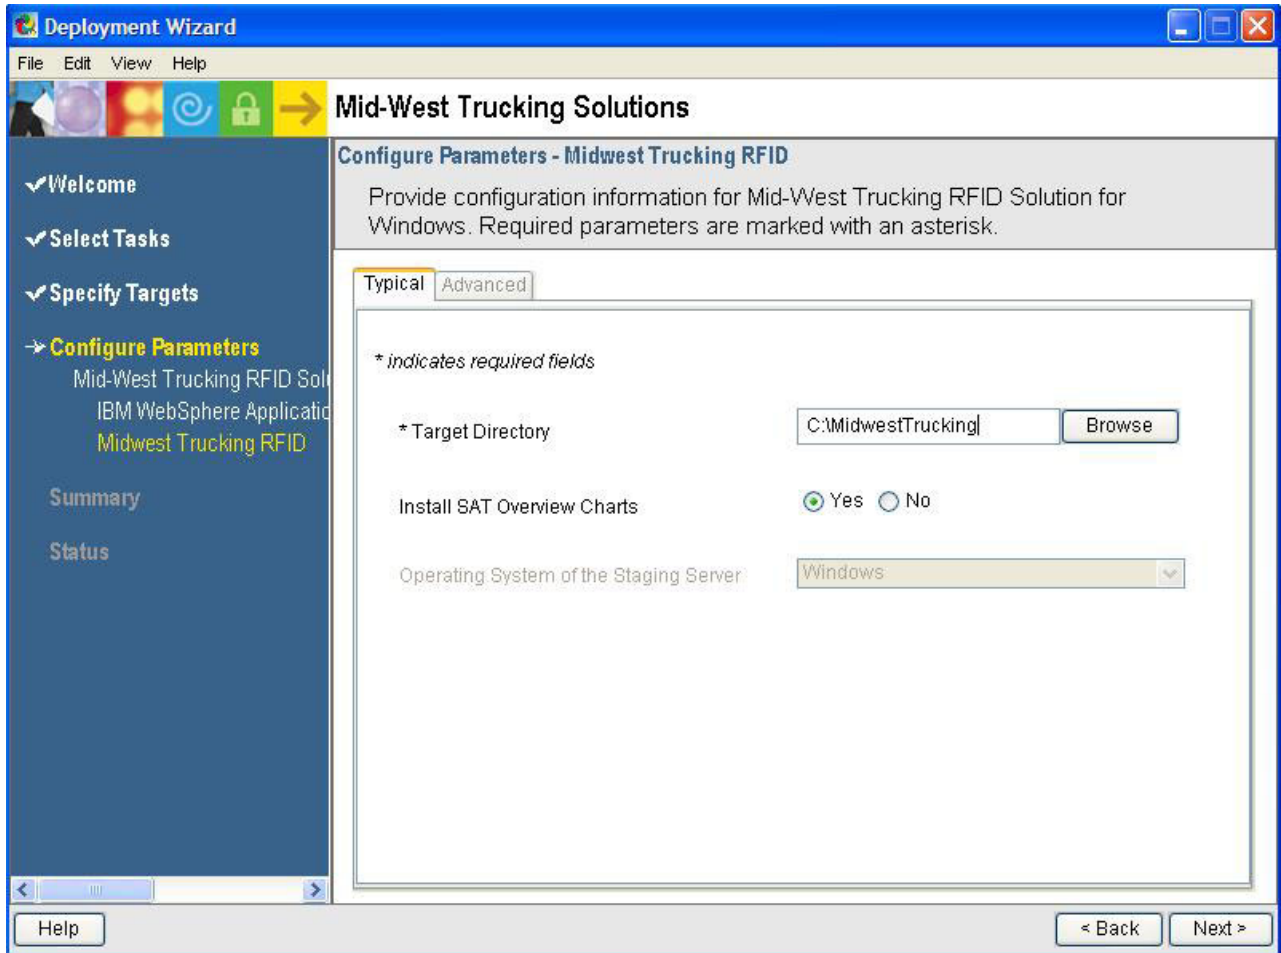 Deployment Wizard
File Edit View Help
Mid-West Trucking Solutions
Welcome
Select Tasks
Specify Targets
Configure Parameters
Mid-West Trucking RFID Solu
IBM WebSphere Applicatio
Midwest Trucking RFID
Summary
Status
Configure Parameters - Midwest Trucking RFID
Provide configuration information for Mid-West Trucking RFID Solution for
Windows. Required parameters are marked with an asterisk.
Typical Advanced
* indicates required fields
* Target Directory C:\MidwestTrucking Browse
Install SAT Overview Charts Yes No
Operating System of the Staging Server Windows
Help < Back Next >